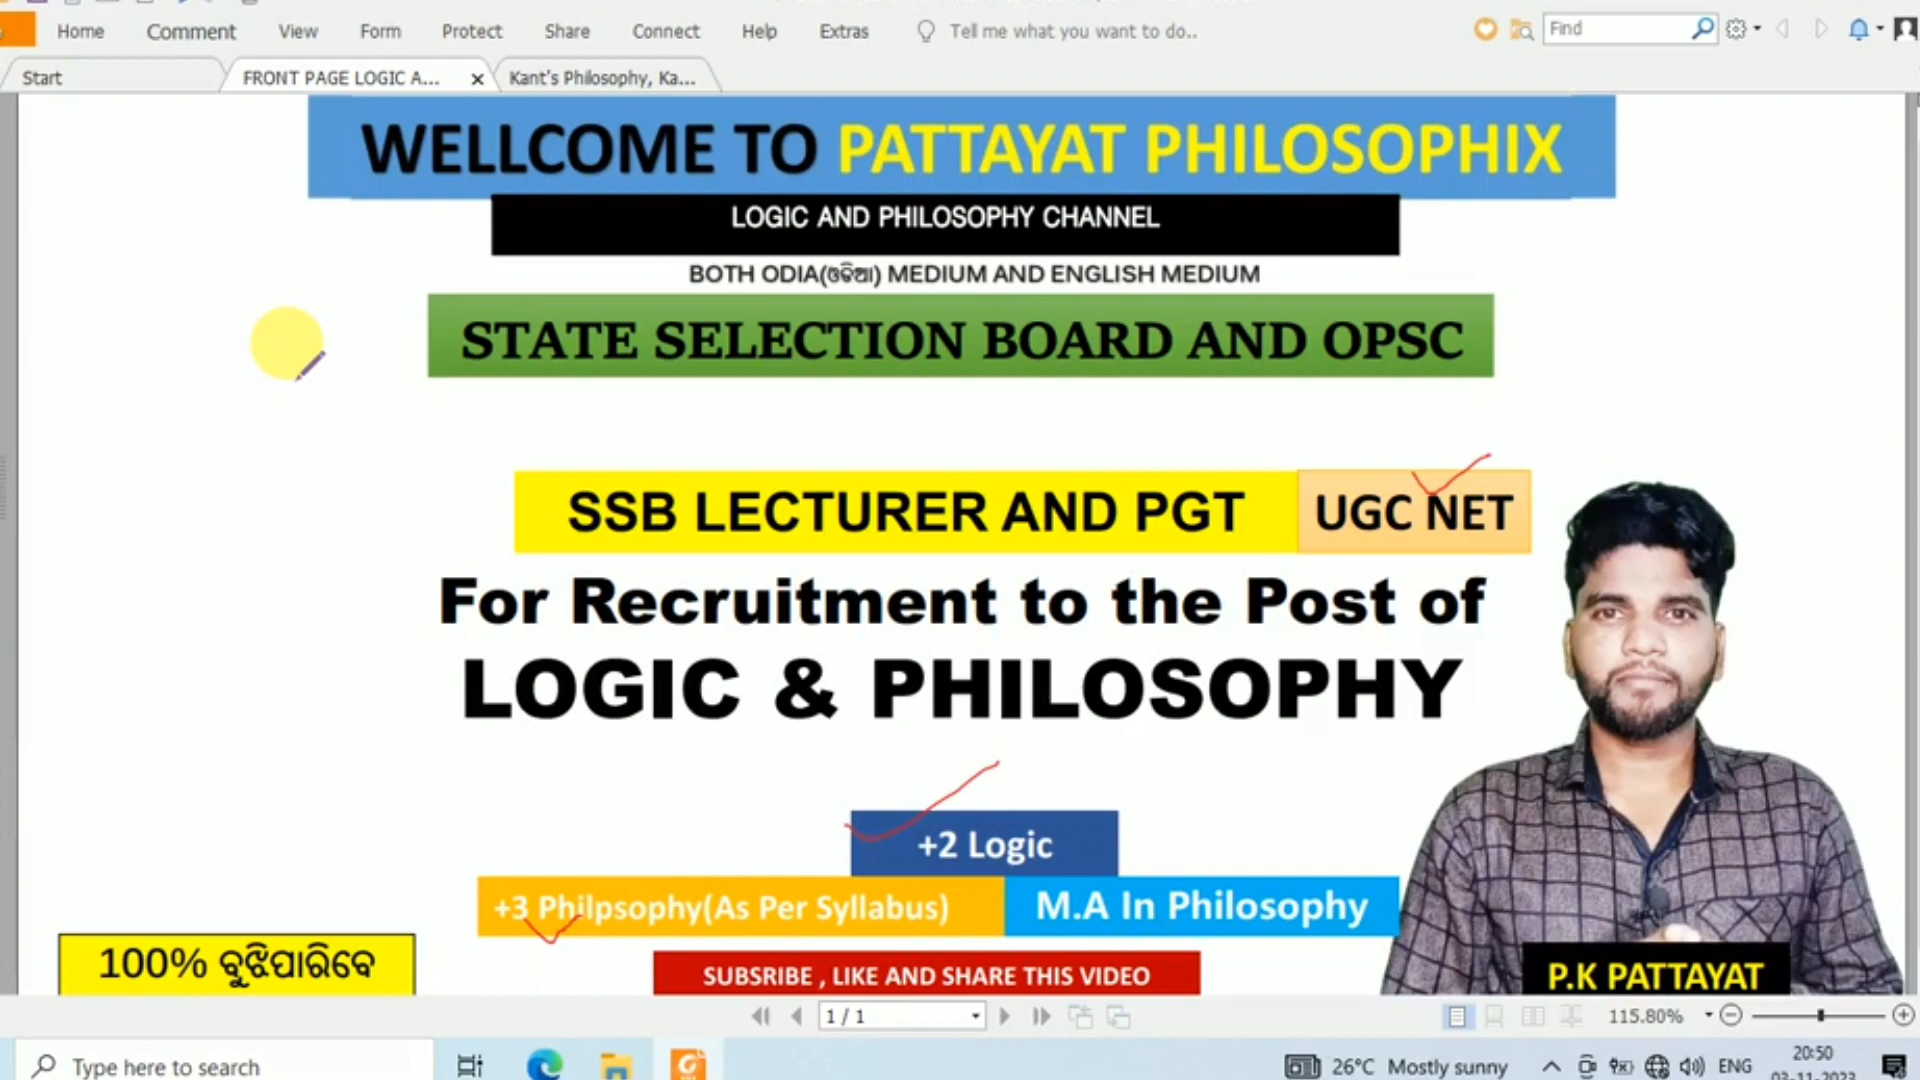 Home Comment View Form Protect Share Connect Help Extras Tell me what you want to do.. Find
Start FRONT PAGE LOGIC A... Kant's Philosophy, Ka...
WELLCOME TO PATTAYAT PHILOSOPHIX
LOGIC AND PHILOSOPHY CHANNEL
BOTH ODIA(ଓଡିଆ) MEDIUM AND ENGLISH MEDIUM
STATE SELECTION BOARD AND OPSC
SSB LECTURER AND PGT UGC NET
For Recruitment to the Post of
LOGIC & PHILOSOPHY
+2 Logic
+3 Philpsophy(As Per Syllabus) M.A In Philosophy
100% ବୁଝିପାରିବେ
SUBSRIBE , LIKE AND SHARE THIS VIDEO
P.K PATTAYAT
1 / 1 115.80%
Type here to search 26°C Mostly sunny ENG 20:50
03-11-2023